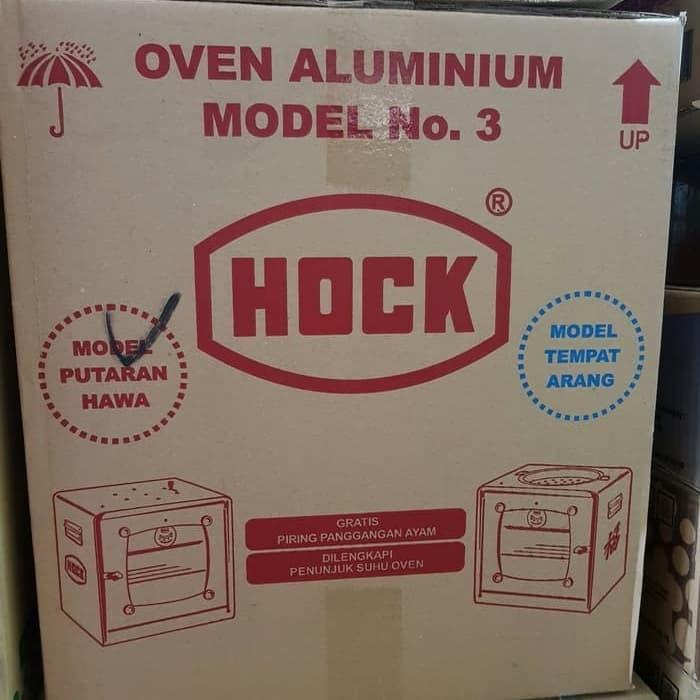 OVEN ALUMINIUM
MODEL No. 3
UP
®
HOCK
MODEL
PUTARAN
HAWA
MODEL
TEMPAT
ARANG
GRATIS
PIRING PANGGANGAN AYAM
DILENGKAPI
PENUNJUK SUHU OVEN
HOCK